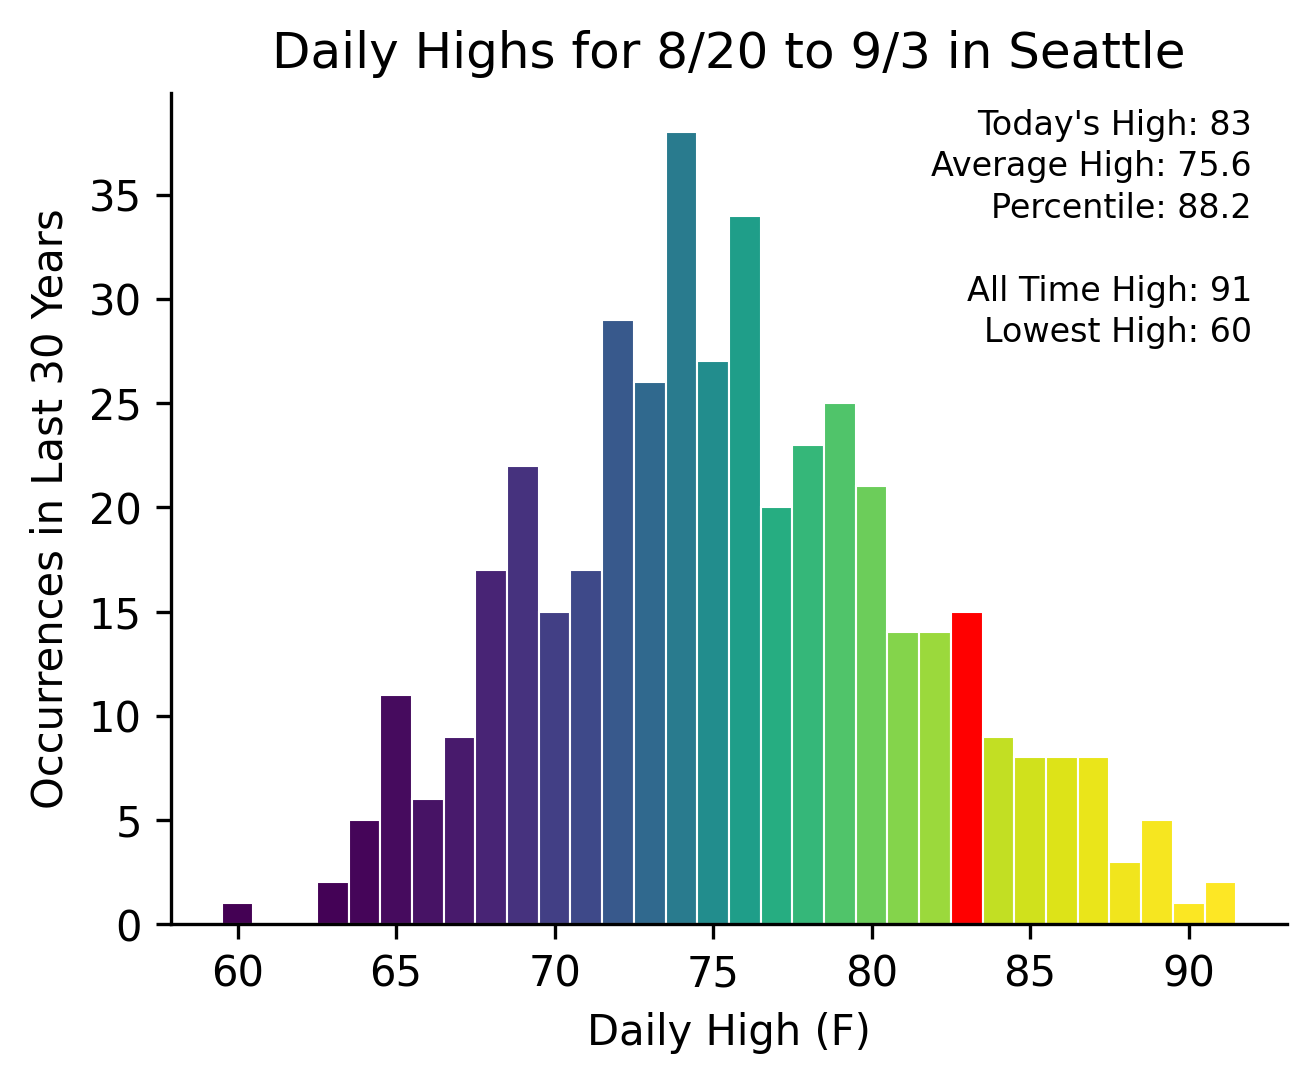 Daily Highs for 8/20 to 9/3 in Seattle
Today's High: 83
Average High: 75.6
Percentile: 88.2
All Time High: 91
Lowest High: 60
Occurrences in Last 30 Years
35
30
25
20
15
10
5
0
60 65 70 75 80 85 90
Daily High (F)